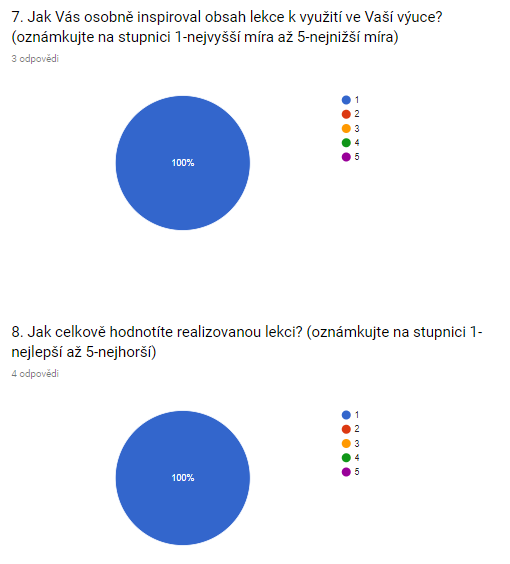 7. Jak Vás osobně inspiroval obsah lekce k využití ve Vaší výuce?
(oznámkujte na stupnici 1-nejvyšší míra až 5-nejnižší míra)
3 odpovědi
100%
1
2
3
4
5
8. Jak celkově hodnotíte realizovanou lekci? (oznámkujte na stupnici 1-
nejlepší až 5-nejhorší)
4 odpovědi
100%
1
2
3
4
5